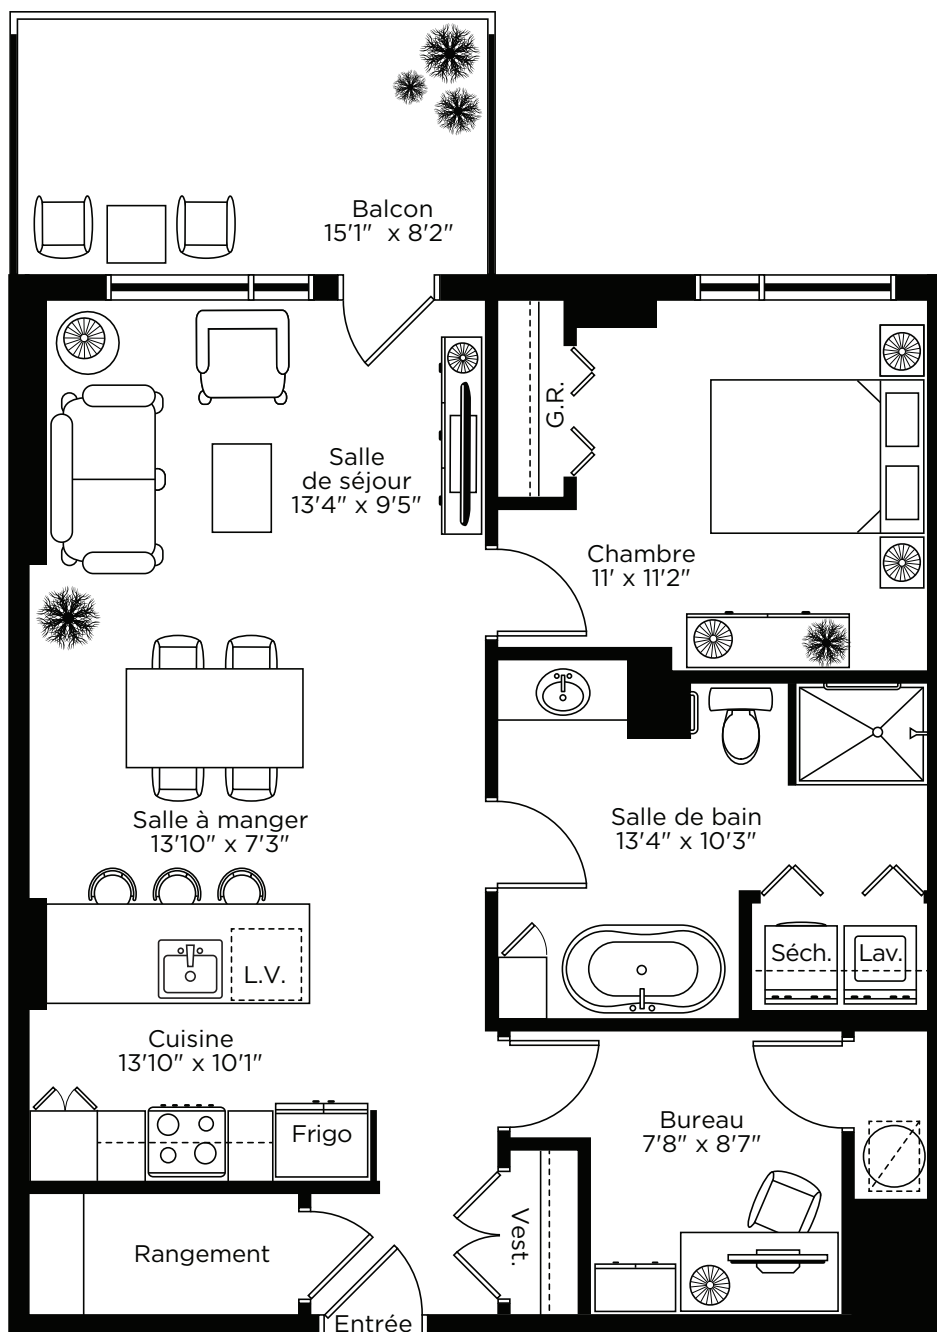 Balcon
15'1" x 8'2"
Salle
de séjour
13'4" x 9'5"
G.R.
Chambre
11' x 11'2"
Salle à manger
13'10" x 7'3"
Salle de bain
13'4" x 10'3"
Séch.
Lav.
L.V.
Cuisine
13'10" x 10'1"
Frigo
Bureau
7'8" x 8'7"
Rangement
Vest.
Entrée